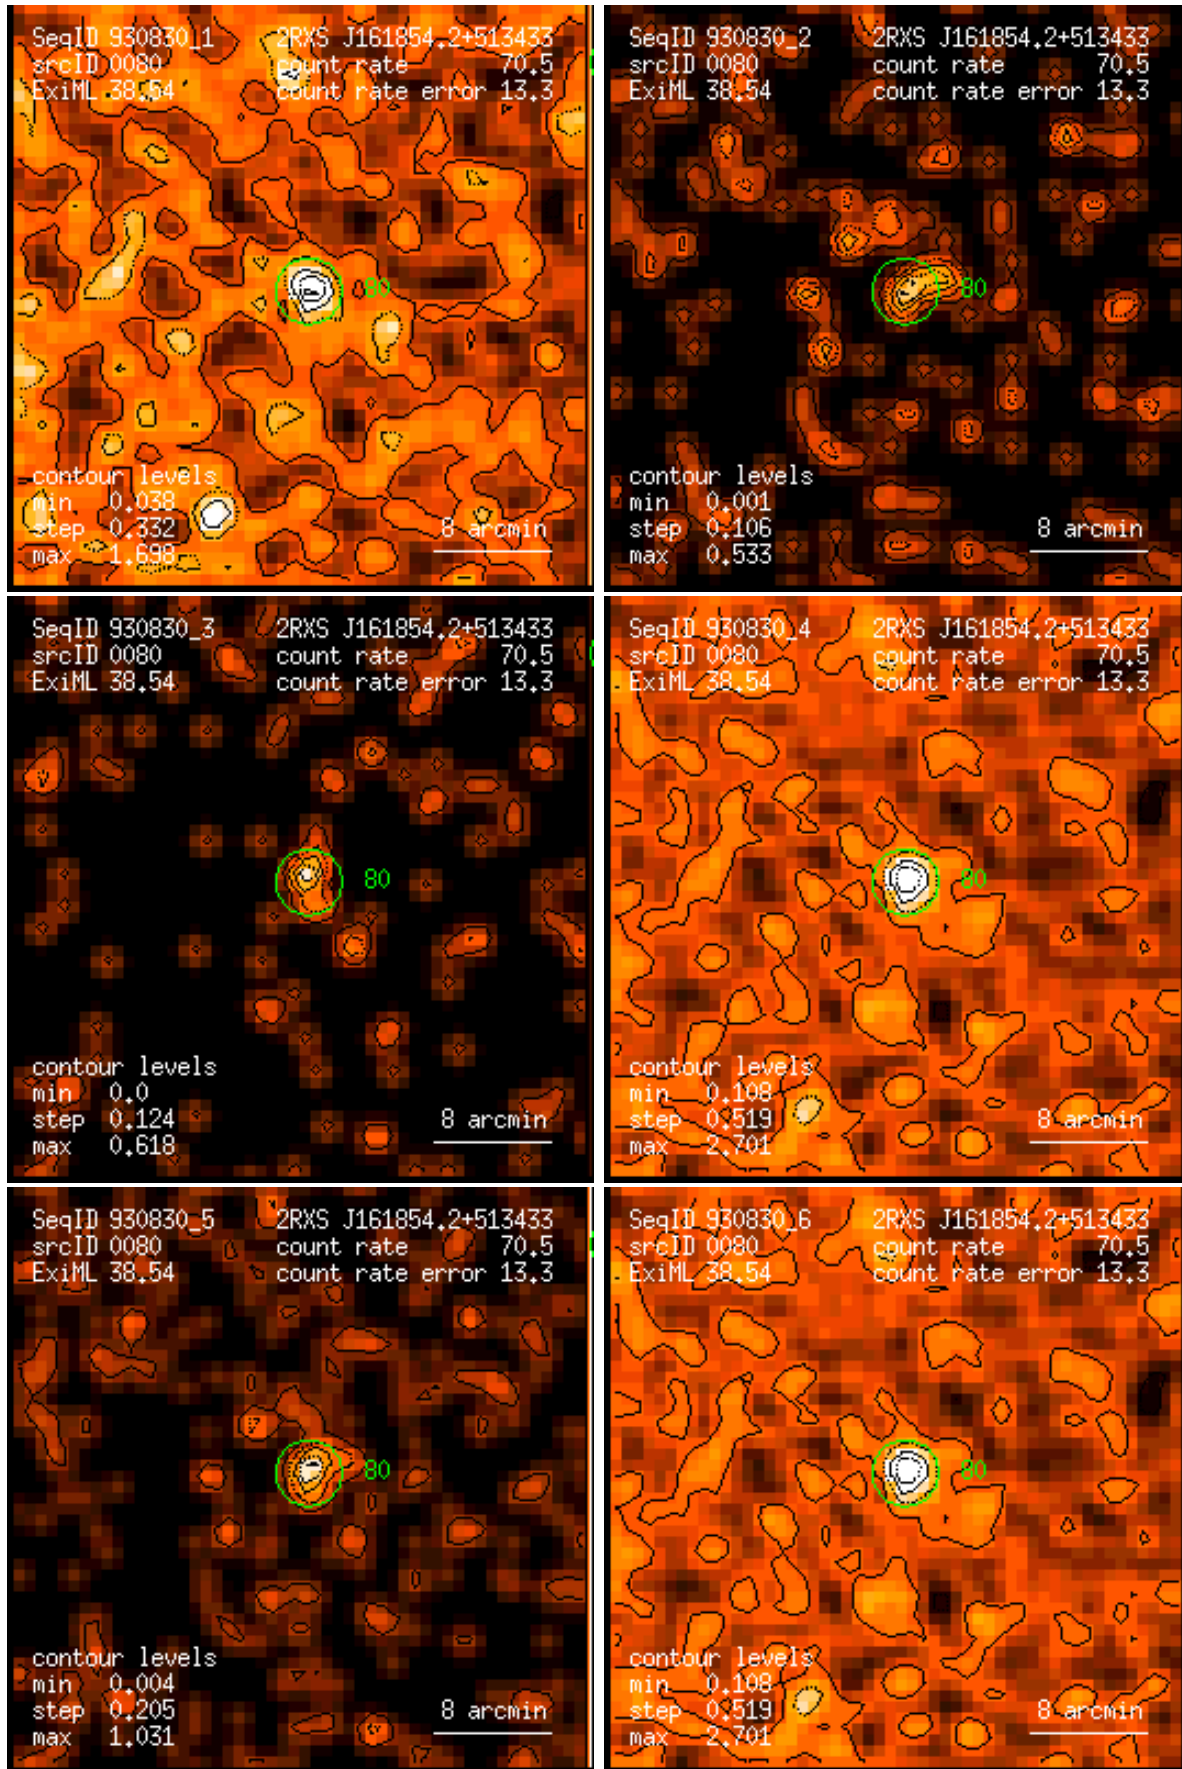 SeqID 930830_1 2RXS J161854.2+513433
srcID 0080 count rate 70.5
ExiML 38.54 count rate error 13.3
80
contour levels
min 0.038
step 0.332 8 arcmin
max 1.698
SeqID 930830_2 2RXS J161854.2+513433
srcID 0080 count rate 70.5
ExiML 38.54 count rate error 13.3
80
contour levels
min 0.001
step 0.106 8 arcmin
max 0.533
SeqID 930830_3 2RXS J161854.2+513433
srcID 0080 count rate 70.5
ExiML 38.54 count rate error 13.3
80
contour levels
min 0.0
step 0.124 8 arcmin
max 0.618
SeqID 930830_4 2RXS J161854.2+513433
srcID 0080 count rate 70.5
ExiML 38.54 count rate error 13.3
80
contour levels
min 0.108
step 0.519 8 arcmin
max 2.701
SeqID 930830_5 2RXS J161854.2+513433
srcID 0080 count rate 70.5
ExiML 38.54 count rate error 13.3
80
contour levels
min 0.004
step 0.205 8 arcmin
max 1.031
SeqID 930830_6 2RXS J161854.2+513433
srcID 0080 count rate 70.5
ExiML 38.54 count rate error 13.3
80
contour levels
min 0.108
step 0.519 8 arcmin
max 2.701